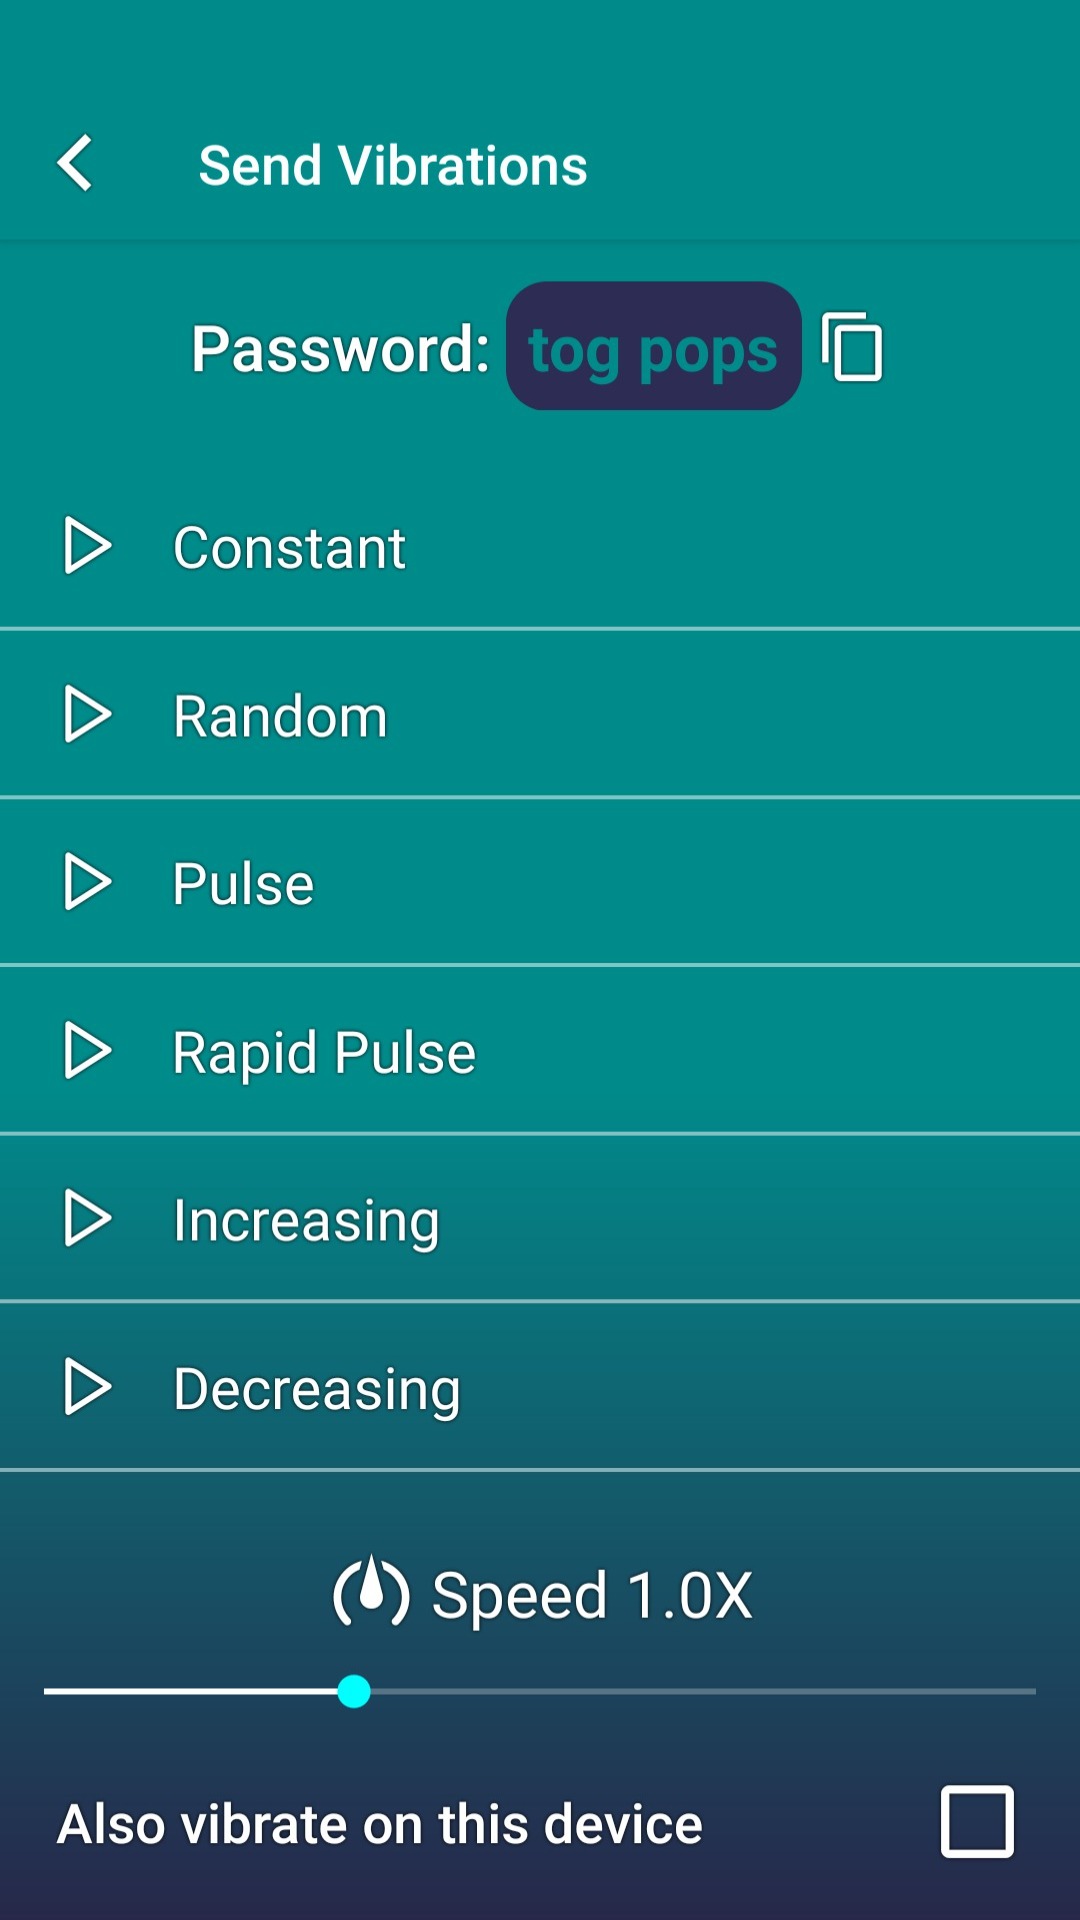 Send Vibrations
Password: tog pops
Constant
Random
Pulse
Rapid Pulse
Increasing
Decreasing
Speed 1.0X
Also vibrate on this device